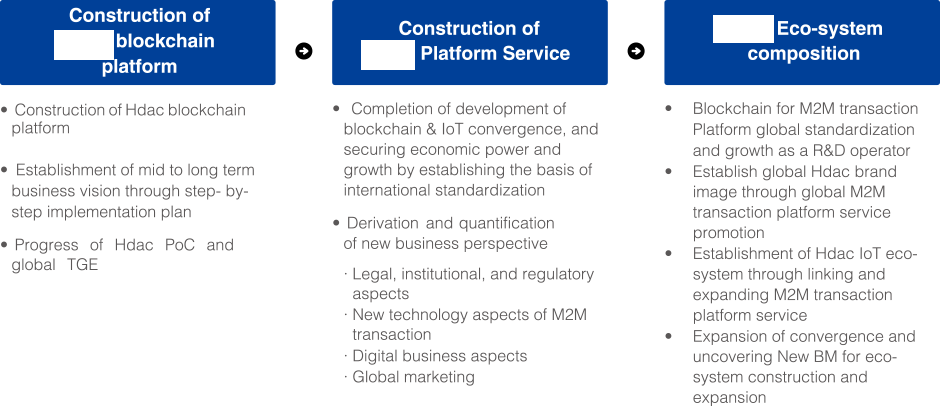 Construction of
blockchain
platform
• Construction of Hdac blockchain
platform
• Establishment of mid to long term
business vision through step- by-
step implementation plan
• Progress of Hdac PoC and
global TGE
Construction of
Platform Service
• Completion of development of
blockchain & IoT convergence, and
securing economic power and
growth by establishing the basis of
international standardization
• Derivation and quantification
of new business perspective
· Legal, institutional, and regulatory
aspects
· New technology aspects of M2M
transaction
· Digital business aspects
· Global marketing
Eco-system
composition
• Blockchain for M2M transaction
Platform global standardization
and growth as a R&D operator
• Establish global Hdac brand
image through global M2M
transaction platform service
promotion
• Establishment of Hdac IoT eco-
system through linking and
expanding M2M transaction
platform service
• Expansion of convergence and
uncovering New BM for eco-
system construction and
expansion